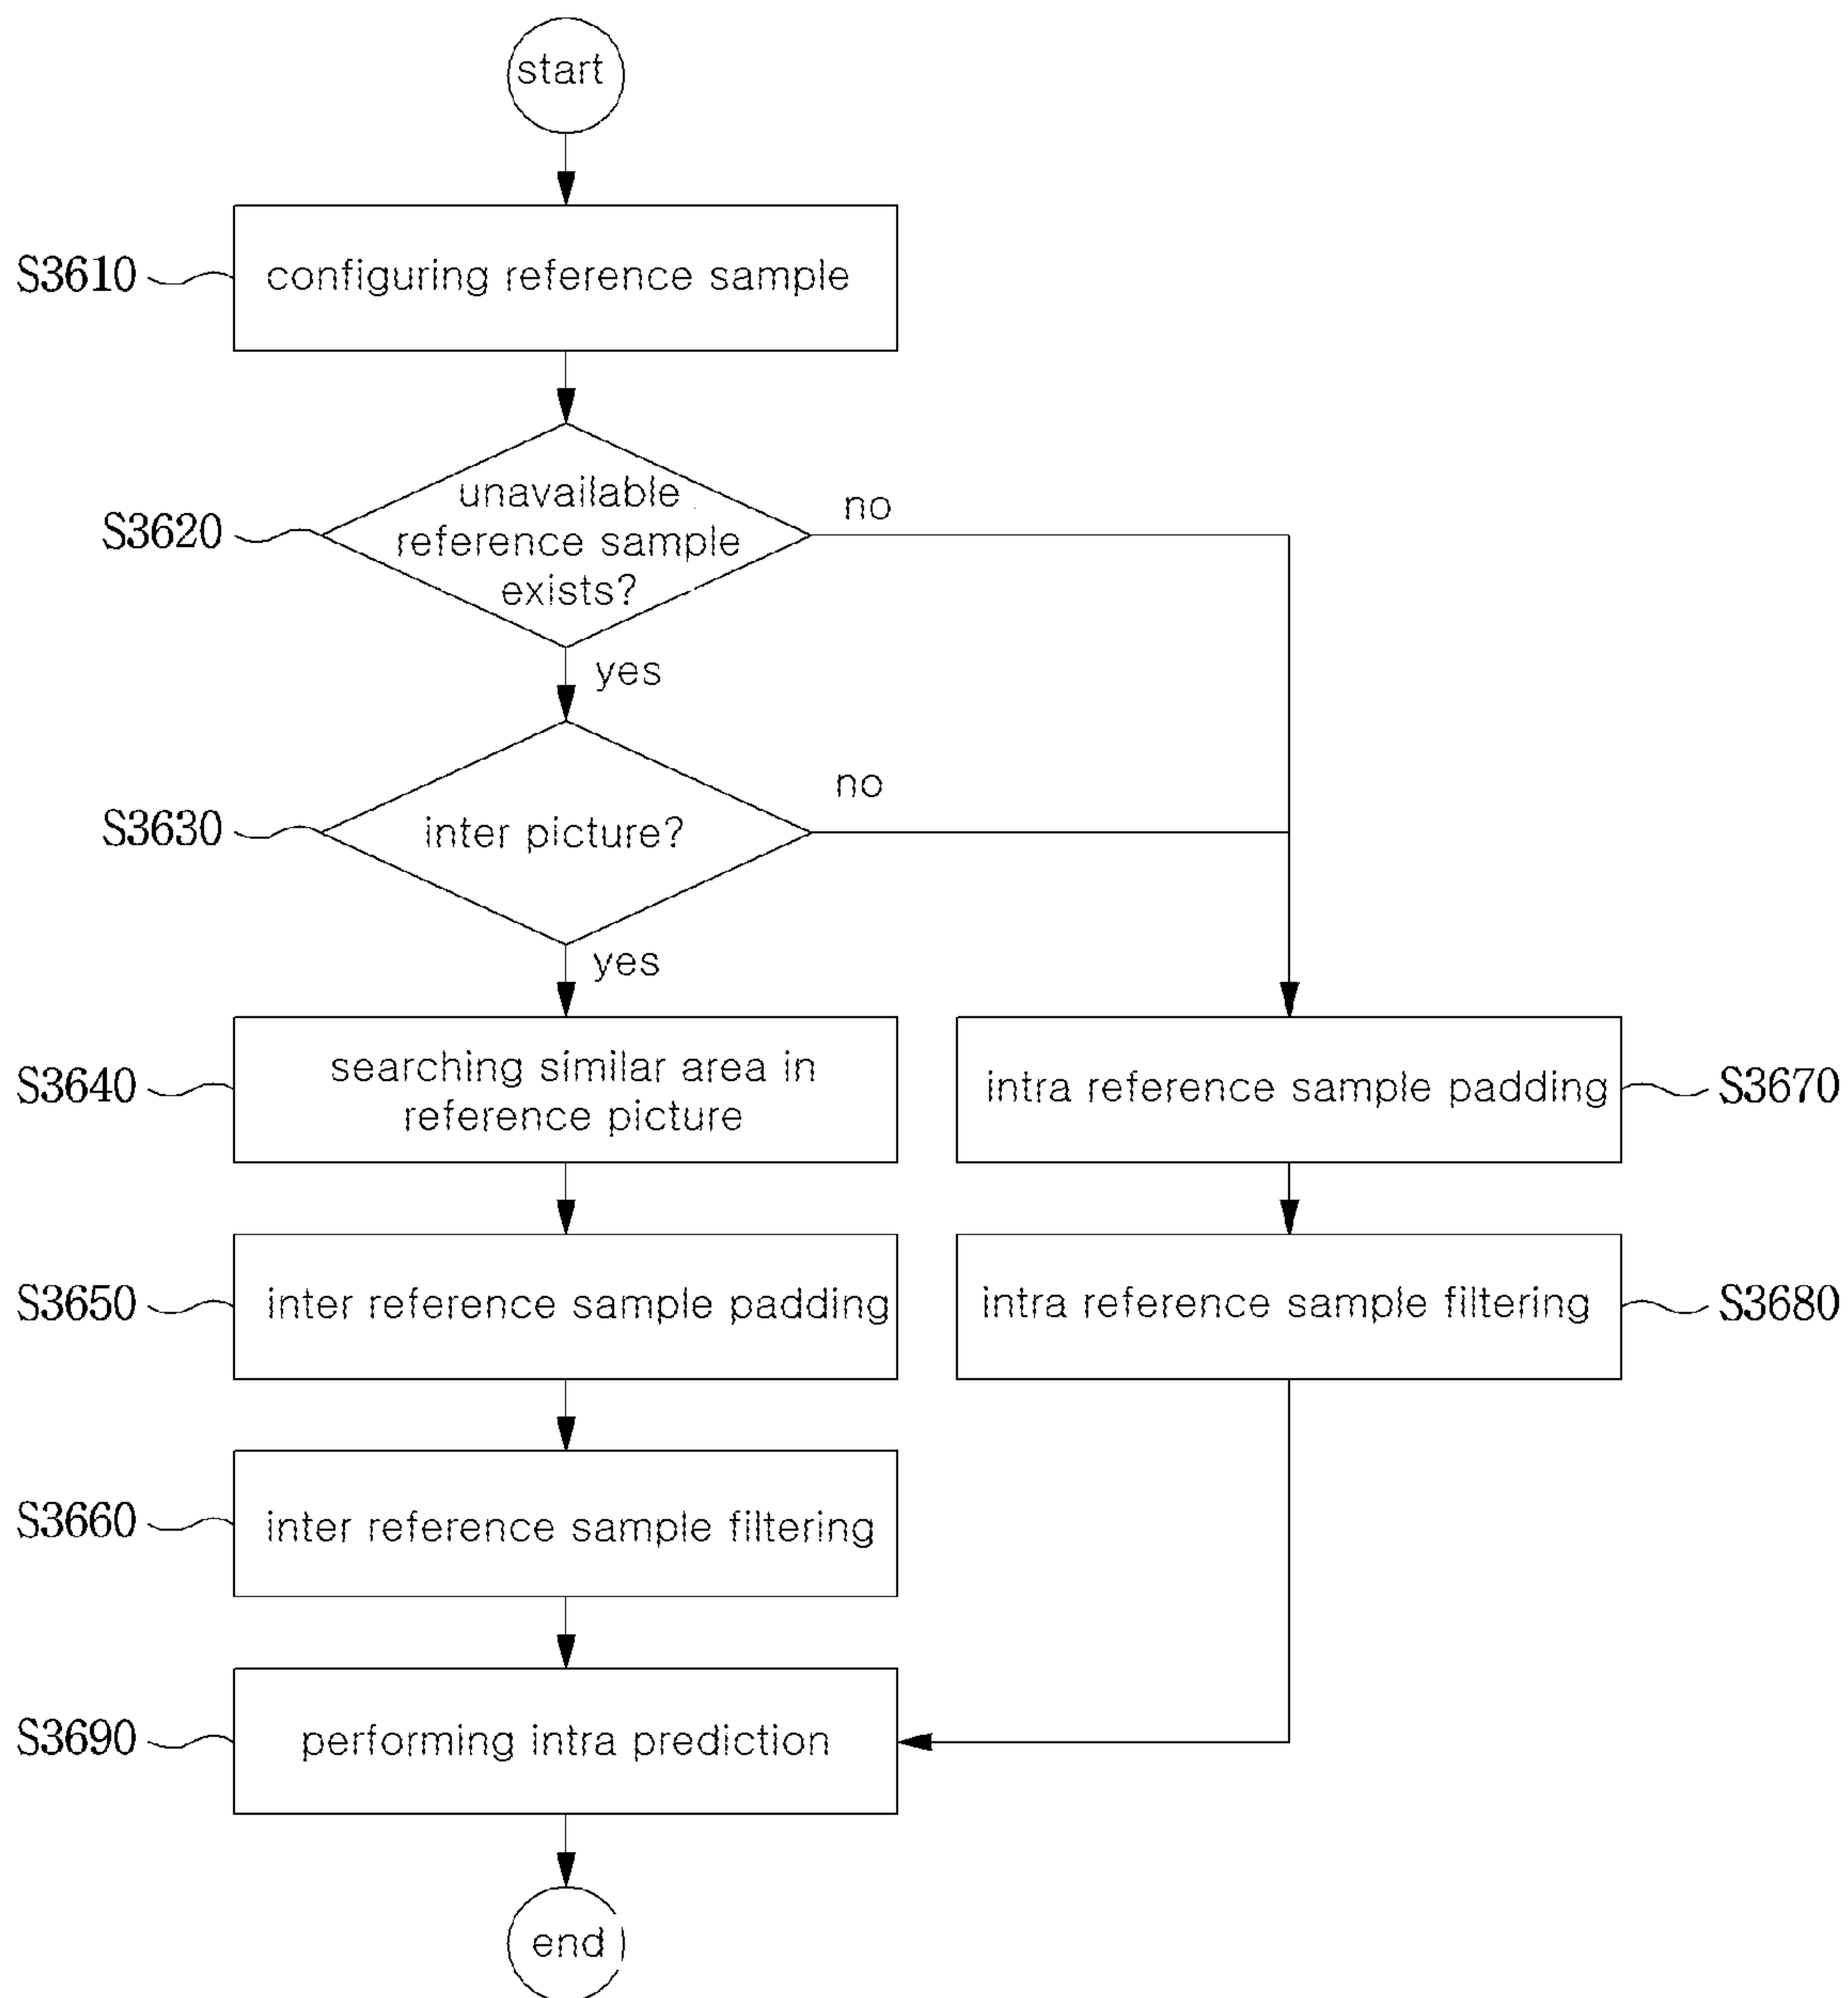 start
S3610
configuring reference sample
S3620
unavailable
reference sample
exists?
no
yes
S3630
inter picture?
no
yes
S3640
searching similar area in
reference picture
intra reference sample padding
S3670
S3650
inter reference sample padding
intra reference sample filtering
S3680
S3660
inter reference sample filtering
S3690
performing intra prediction
end